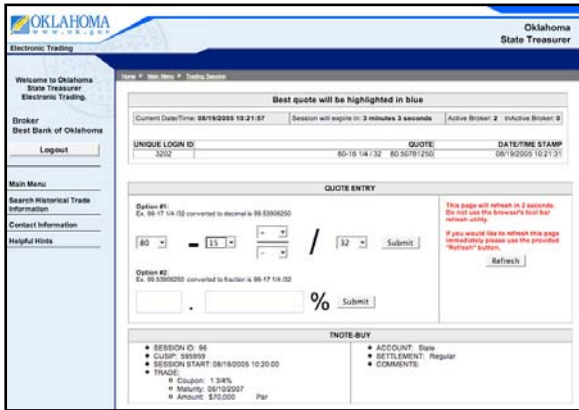 OKLAHOMA
www.ok.gov
Oklahoma
State Treasurer
Electronic Trading
Welcome to Oklahoma
State Treasurer
Electronic Trading.
Broker
Best Bank of Oklahoma
Logout
Main Menu
Search Historical Trade
Information
Contact Information
Helpful Hints
Home Main Menu Trading Session
Best quote will be highlighted in blue
Current Date/Time: 08/19/2005 10:21:57 Session will expire in: 3 minutes 3 seconds Active Broker: 2 InActive Broker: 0
UNIQUE LOGIN ID QUOTE DATE/TIME STAMP
3202 80-16 1/4 / 32 80.50781250 08/19/2005 10:21:31
QUOTE ENTRY
Option #1:
Ex. 99-17 1/4 /32 converted to decimal is 99.53906250
80 - 15 - - / 32 Submit
Option #2:
Ex. 99.53906250 converted to fraction is 99-17 1/4 /32
. % Submit
This page will refresh in 2 seconds.
Do not use the browser's tool bar
refresh utility.
If you would like to refresh this page
immediately please use the provided
"Refresh" button.
Refresh
TNOTE-BUY
SESSION ID: 96
CUSIP: 595959
SESSION START: 08/19/2005 10:20:00
TRADE:
Coupon: 1 3/4%
Maturity: 08/10/2007
Amount: $70,000 Par
ACCOUNT: State
SETTLEMENT: Regular
COMMENTS: